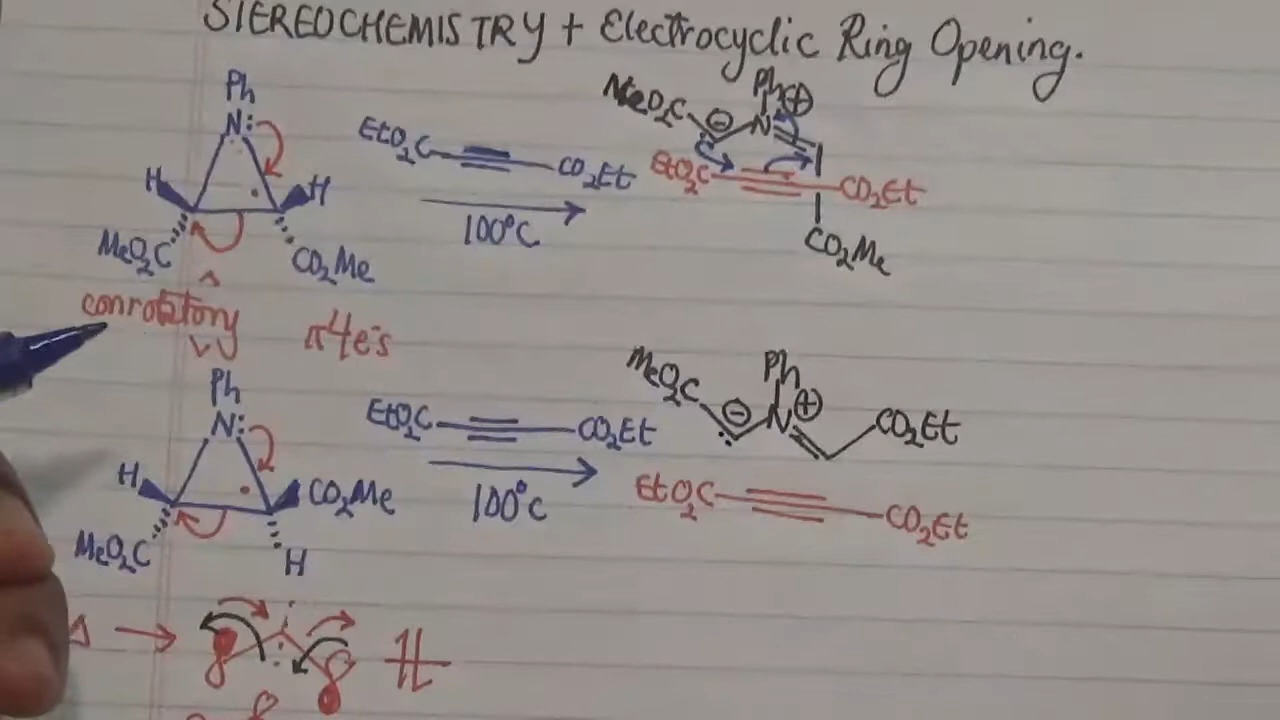 STEREOCHEMISTRY + Electrocyclic Ring Opening.
Ph
N:
H
H
MeO₂C
CO₂Me
EtO₂C
CO₂Et
100°C
MeO₂C
⊖
Ph
⊕
N
EtO₂C
CO₂Et
CO₂Me
conrotatory
π4e⁻s
Ph
N:
H
CO₂Me
MeO₂C
H
EtO₂C
CO₂Et
100°C
MeO₂C
⊖
Ph
⊕
N
CO₂Et
EtO₂C
CO₂Et
Δ